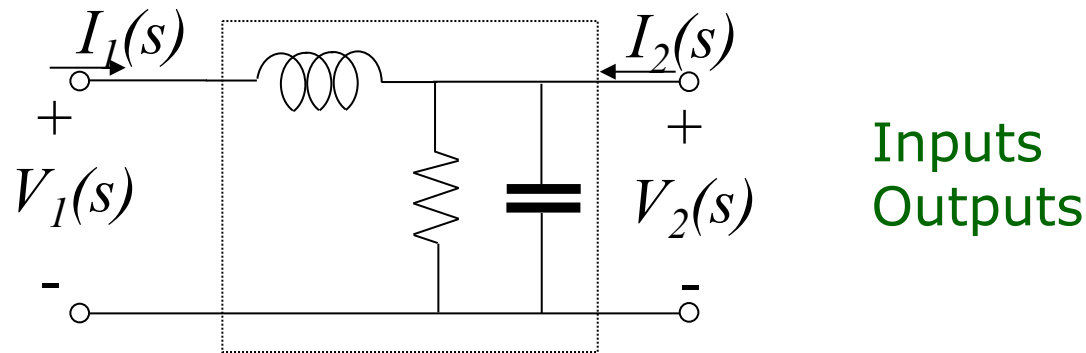 I1(s) I2(s)
+ +
V1(s) V2(s)
- -
Inputs
Outputs